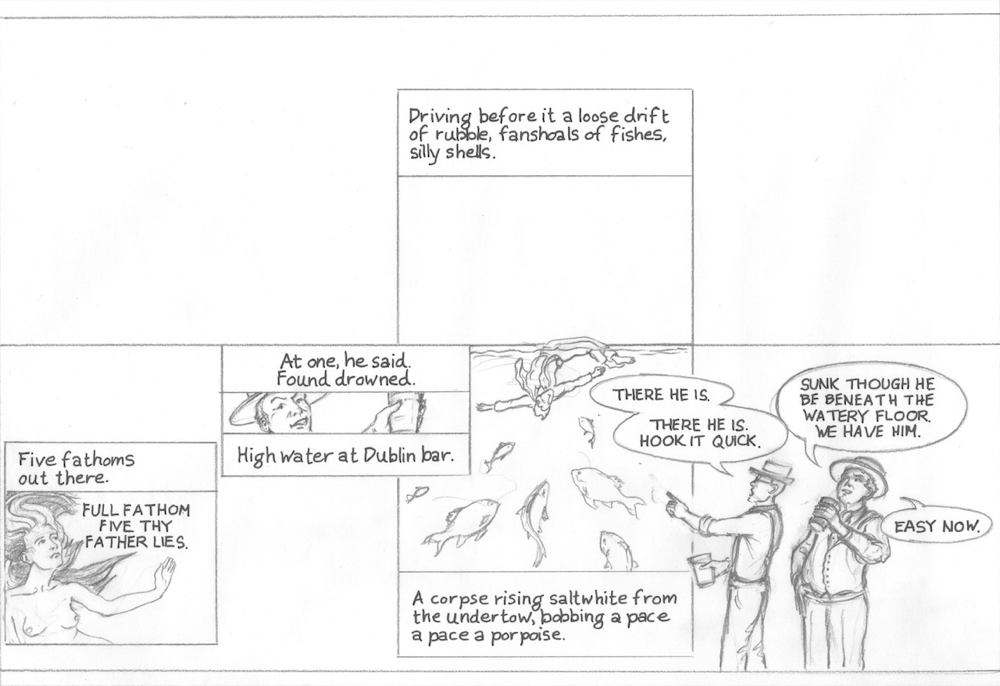 Five fathoms
out there.
FULL FATHOM
FIVE THY
FATHER LIES.
At one, he said.
Found drowned.
High water at Dublin bar.
Driving before it a loose drift
of rubble, fanshoals of fishes,
silly shells.
A corpse rising saltwhite from
the undertow, bobbing a pace
a pace a porpoise.
THERE HE IS.
THERE HE IS.
HOOK IT QUICK.
SUNK THOUGH HE
BE BENEATH THE
WATERY FLOOR.
WE HAVE HIM.
EASY NOW.